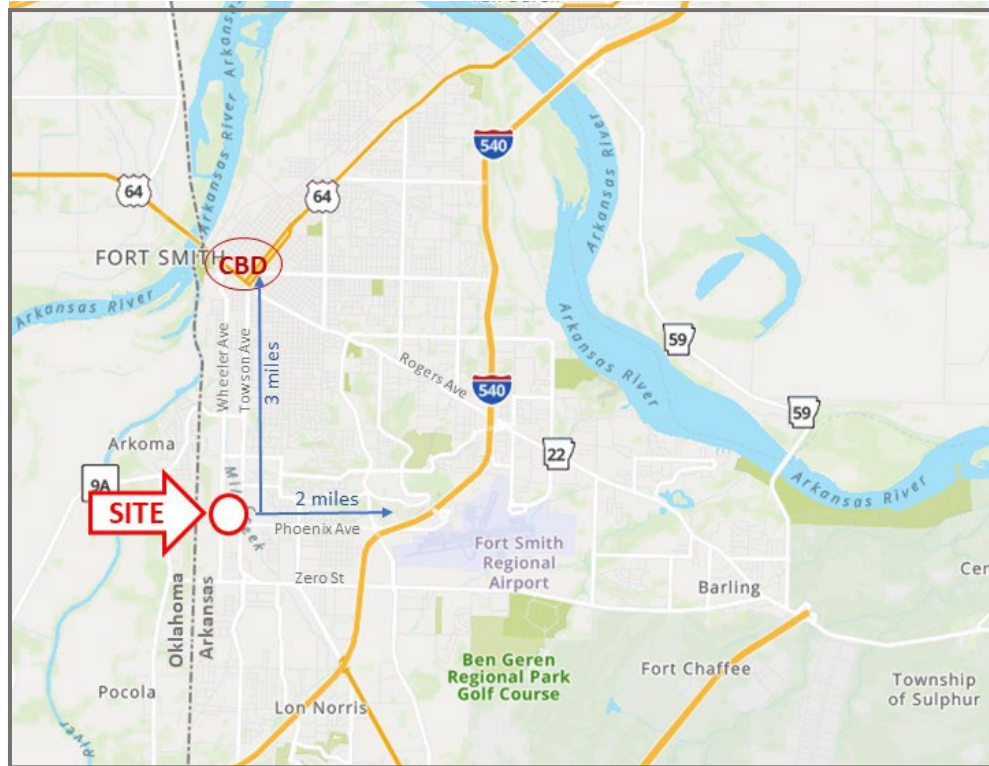 Arkansas River
Arkansas River
540
Arkansas River
64
64
FORT SMITH
CBD
Arkansas River
59
Wheeler Ave
Towson Ave
3 miles
Rogers Ave
Arkansas River
540
59
Arkoma
22
9A
SITE
2 miles
Phoenix Ave
Arkansas River
Fort Smith
Regional
Airport
Zero St
Oklahoma
Arkansas
Barling
Ben Geren
Regional Park
Golf Course
Fort Chaffee
Township
of Sulphur
Pocola
Lon Norris
River